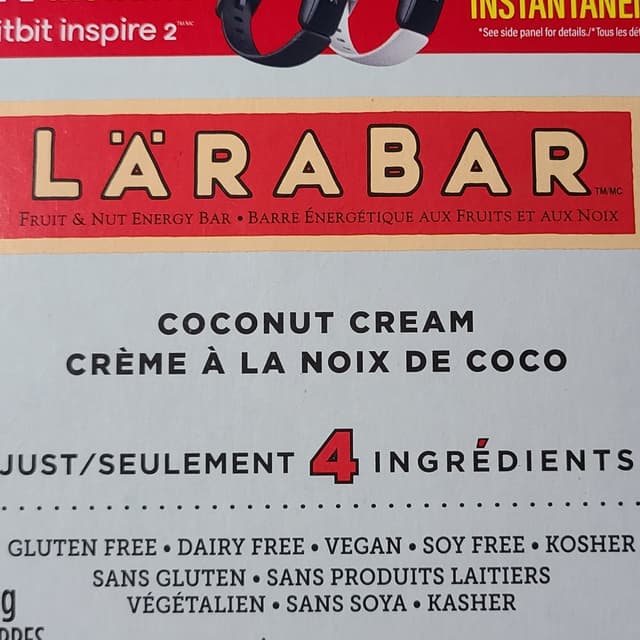 itbit inspire 2 TM/MC
INSTANTANÉ
*See side panel for details./*Tous les dé
LÄRABAR TM/MC
FRUIT & NUT ENERGY BAR • BARRE ÉNERGÉTIQUE AUX FRUITS ET AUX NOIX
COCONUT CREAM
CRÈME À LA NOIX DE COCO
JUST/SEULEMENT 4 INGRÉDIENTS
GLUTEN FREE • DAIRY FREE • VEGAN • SOY FREE • KOSHER
SANS GLUTEN • SANS PRODUITS LAITIERS
g VÉGÉTALIEN • SANS SOYA • KASHER